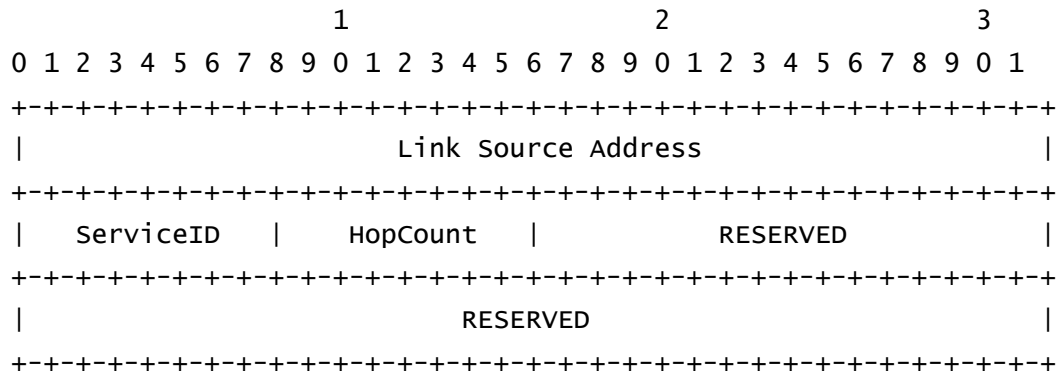 1                   2                   3
0 1 2 3 4 5 6 7 8 9 0 1 2 3 4 5 6 7 8 9 0 1 2 3 4 5 6 7 8 9 0 1
+-+-+-+-+-+-+-+-+-+-+-+-+-+-+-+-+-+-+-+-+-+-+-+-+-+-+-+-+-+-+-+-+
|                       Link Source Address                     |
+-+-+-+-+-+-+-+-+-+-+-+-+-+-+-+-+-+-+-+-+-+-+-+-+-+-+-+-+-+-+-+-+
|   ServiceID   |    HopCount   |           RESERVED            |
+-+-+-+-+-+-+-+-+-+-+-+-+-+-+-+-+-+-+-+-+-+-+-+-+-+-+-+-+-+-+-+-+
|                           RESERVED                            |
+-+-+-+-+-+-+-+-+-+-+-+-+-+-+-+-+-+-+-+-+-+-+-+-+-+-+-+-+-+-+-+-+